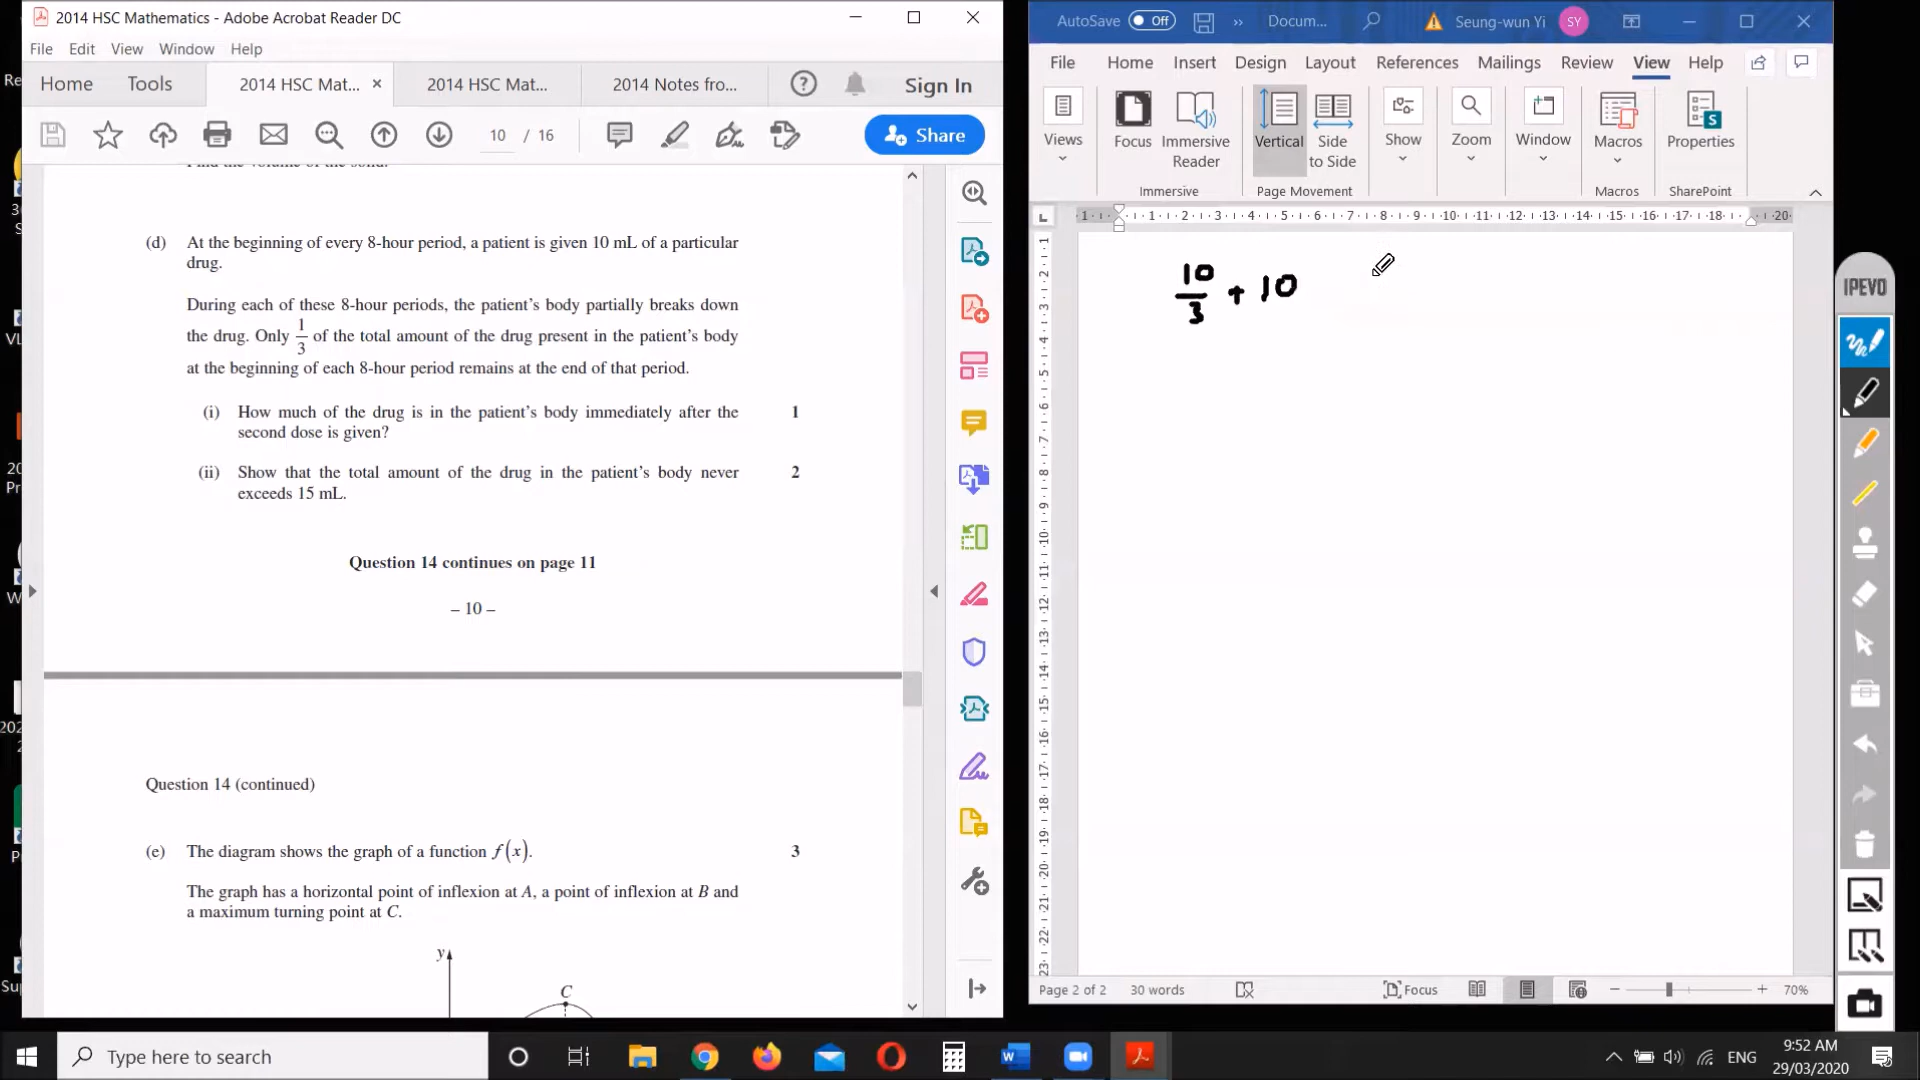 2014 HSC Mathematics - Adobe Acrobat Reader DC
File Edit View Window Help
Home Tools 2014 HSC Mat... × 2014 HSC Mat... 2014 Notes fro... Sign In
10 / 16 Share
Find the volume of the solid.
(d) At the beginning of every 8-hour period, a patient is given 10 mL of a particular
drug.
During each of these 8-hour periods, the patient's body partially breaks down
the drug. Only 1/3 of the total amount of the drug present in the patient's body
at the beginning of each 8-hour period remains at the end of that period.
(i) How much of the drug is in the patient's body immediately after the 1
second dose is given?
(ii) Show that the total amount of the drug in the patient's body never 2
exceeds 15 mL.
Question 14 continues on page 11
– 10 –
Question 14 (continued)
(e) The diagram shows the graph of a function f(x). 3
The graph has a horizontal point of inflexion at A, a point of inflexion at B and
a maximum turning point at C.
y
C
AutoSave Off Docum... Seung-wun Yi SY
File Home Insert Design Layout References Mailings Review View Help
Views Focus Immersive Reader Vertical Side to Side Show Zoom Window Macros Properties
Immersive Page Movement Macros SharePoint
10/3 + 10
Page 2 of 2 30 words Focus 70%
IPEVO
Type here to search
ENG 9:52 AM
29/03/2020